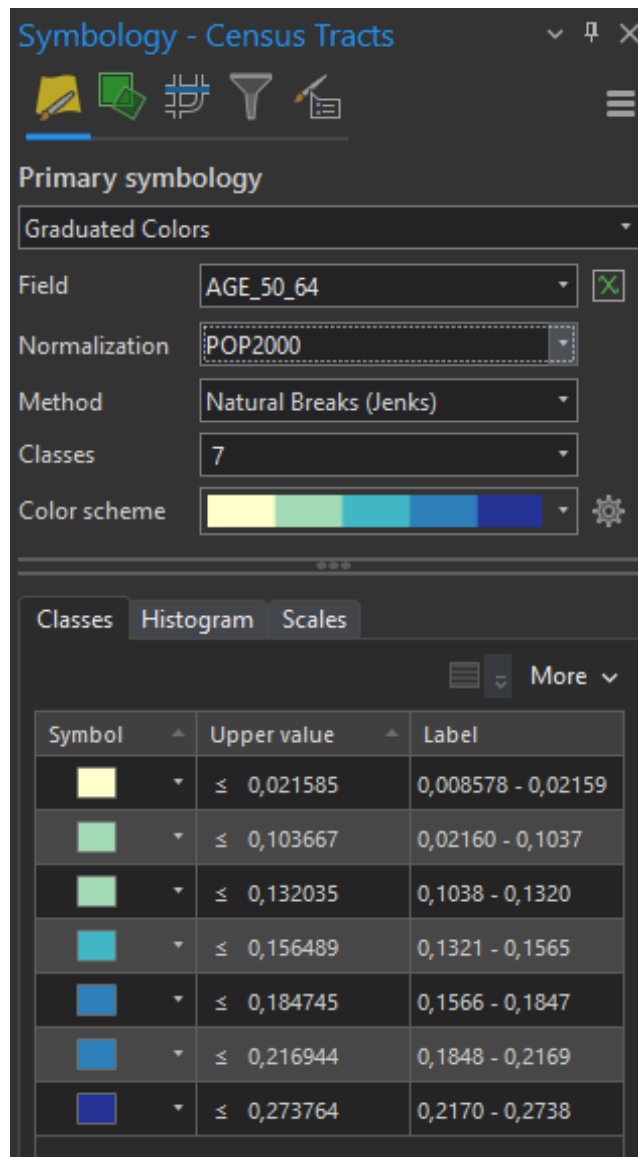 Symbology - Census Tracts
Primary symbology
Graduated Colors
Field AGE_50_64
Normalization POP2000
Method Natural Breaks (Jenks)
Classes 7
Color scheme
Classes Histogram Scales
More
Symbol Upper value Label
≤ 0,021585 0,008578 - 0,02159
≤ 0,103667 0,02160 - 0,1037
≤ 0,132035 0,1038 - 0,1320
≤ 0,156489 0,1321 - 0,1565
≤ 0,184745 0,1566 - 0,1847
≤ 0,216944 0,1848 - 0,2169
≤ 0,273764 0,2170 - 0,2738